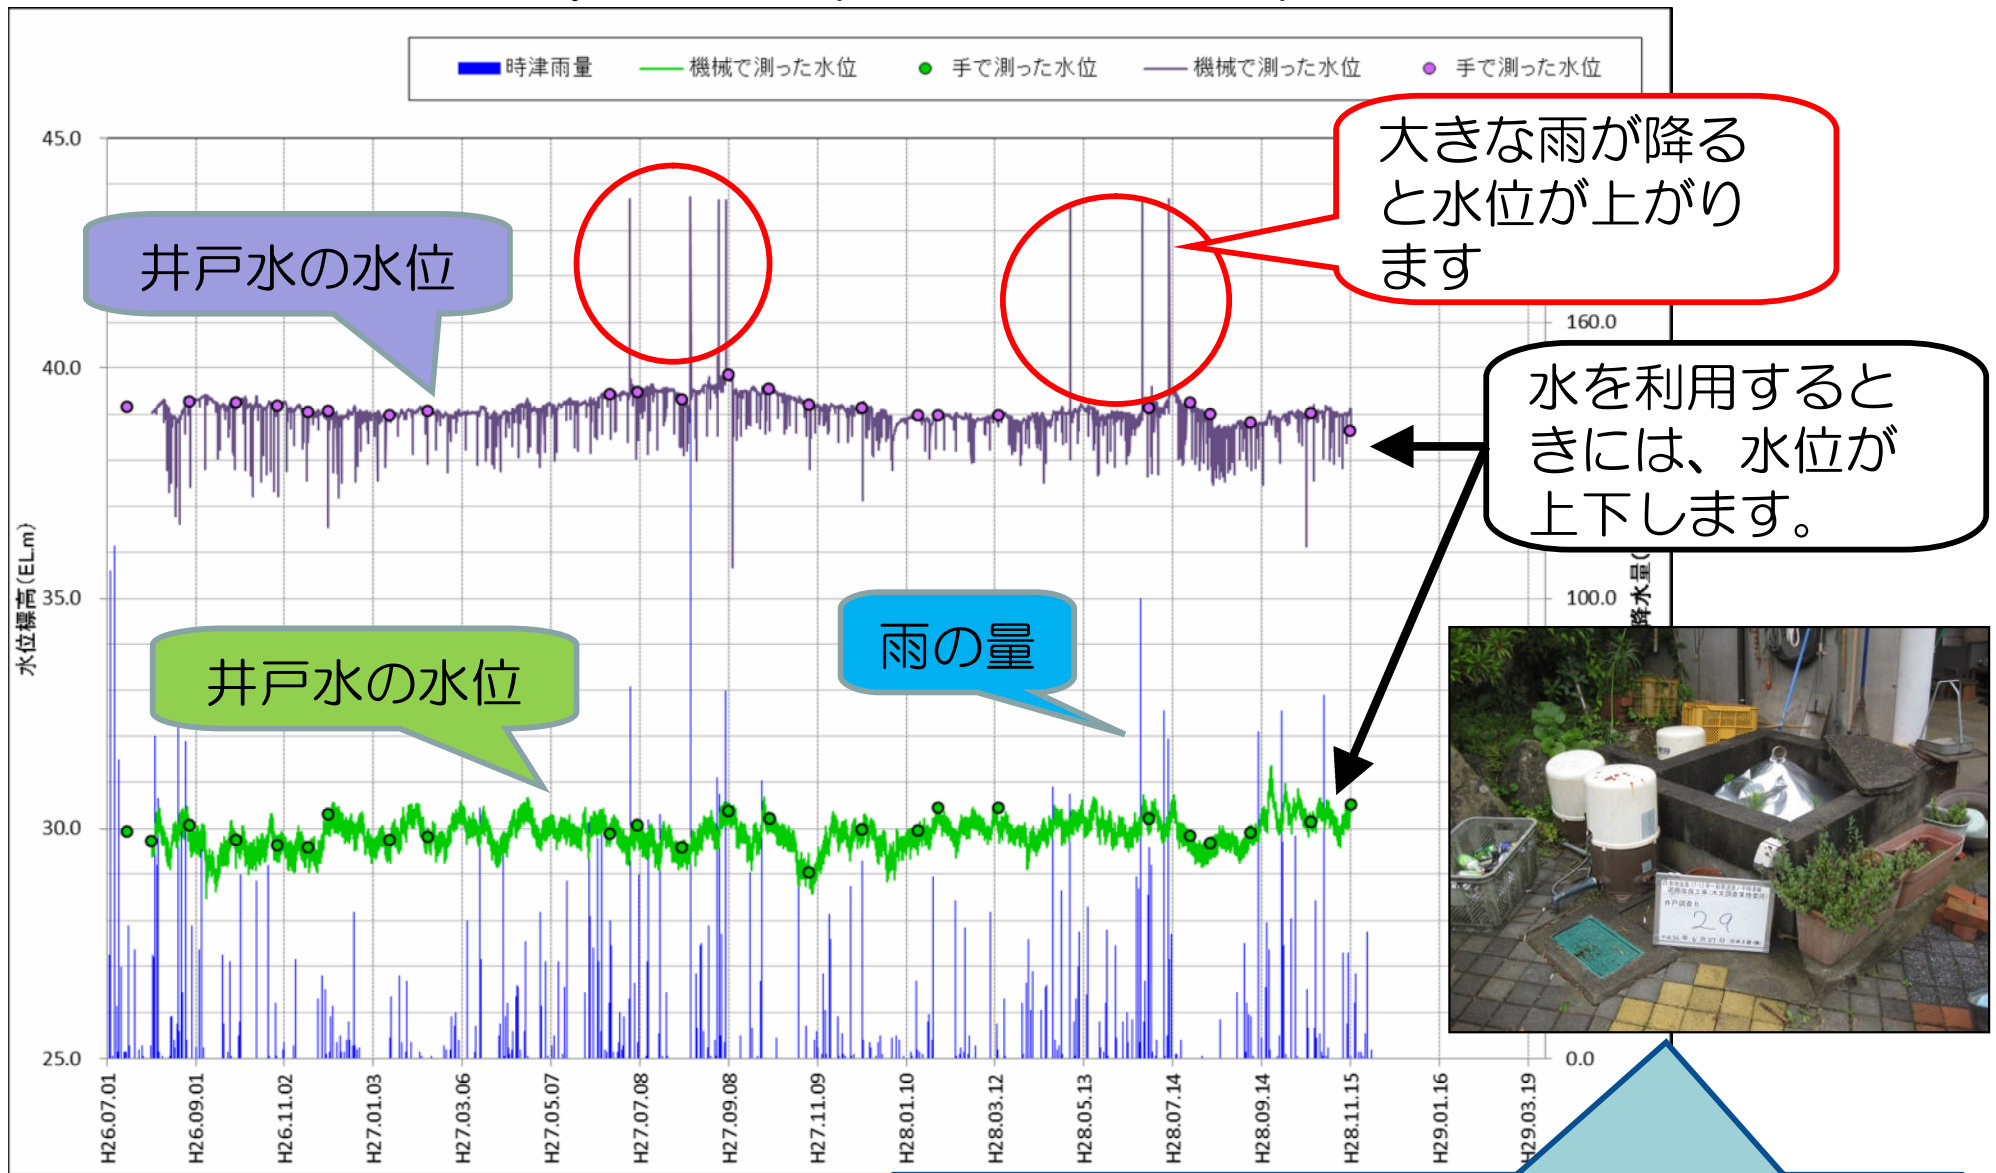 時津雨量 機械で測った水位 手で測った水位 機械で測った水位 手で測った水位
大きな雨が降る
と水位が上がり
ます
井戸水の水位
水を利用すると
きには、水位が
上下します。
雨の量
井戸水の水位
水位標高(EL.m)
45.0
40.0
35.0
30.0
25.0
160.0
100.0
0.0
降水量(
H26.07.01
H26.09.01
H26.11.02
H27.01.03
H27.03.06
H27.05.07
H27.07.08
H27.09.08
H27.11.09
H28.01.10
H28.03.12
H28.05.13
H28.07.14
H28.09.14
H28.11.15
H29.01.16
H29.03.19
井戸調査
29